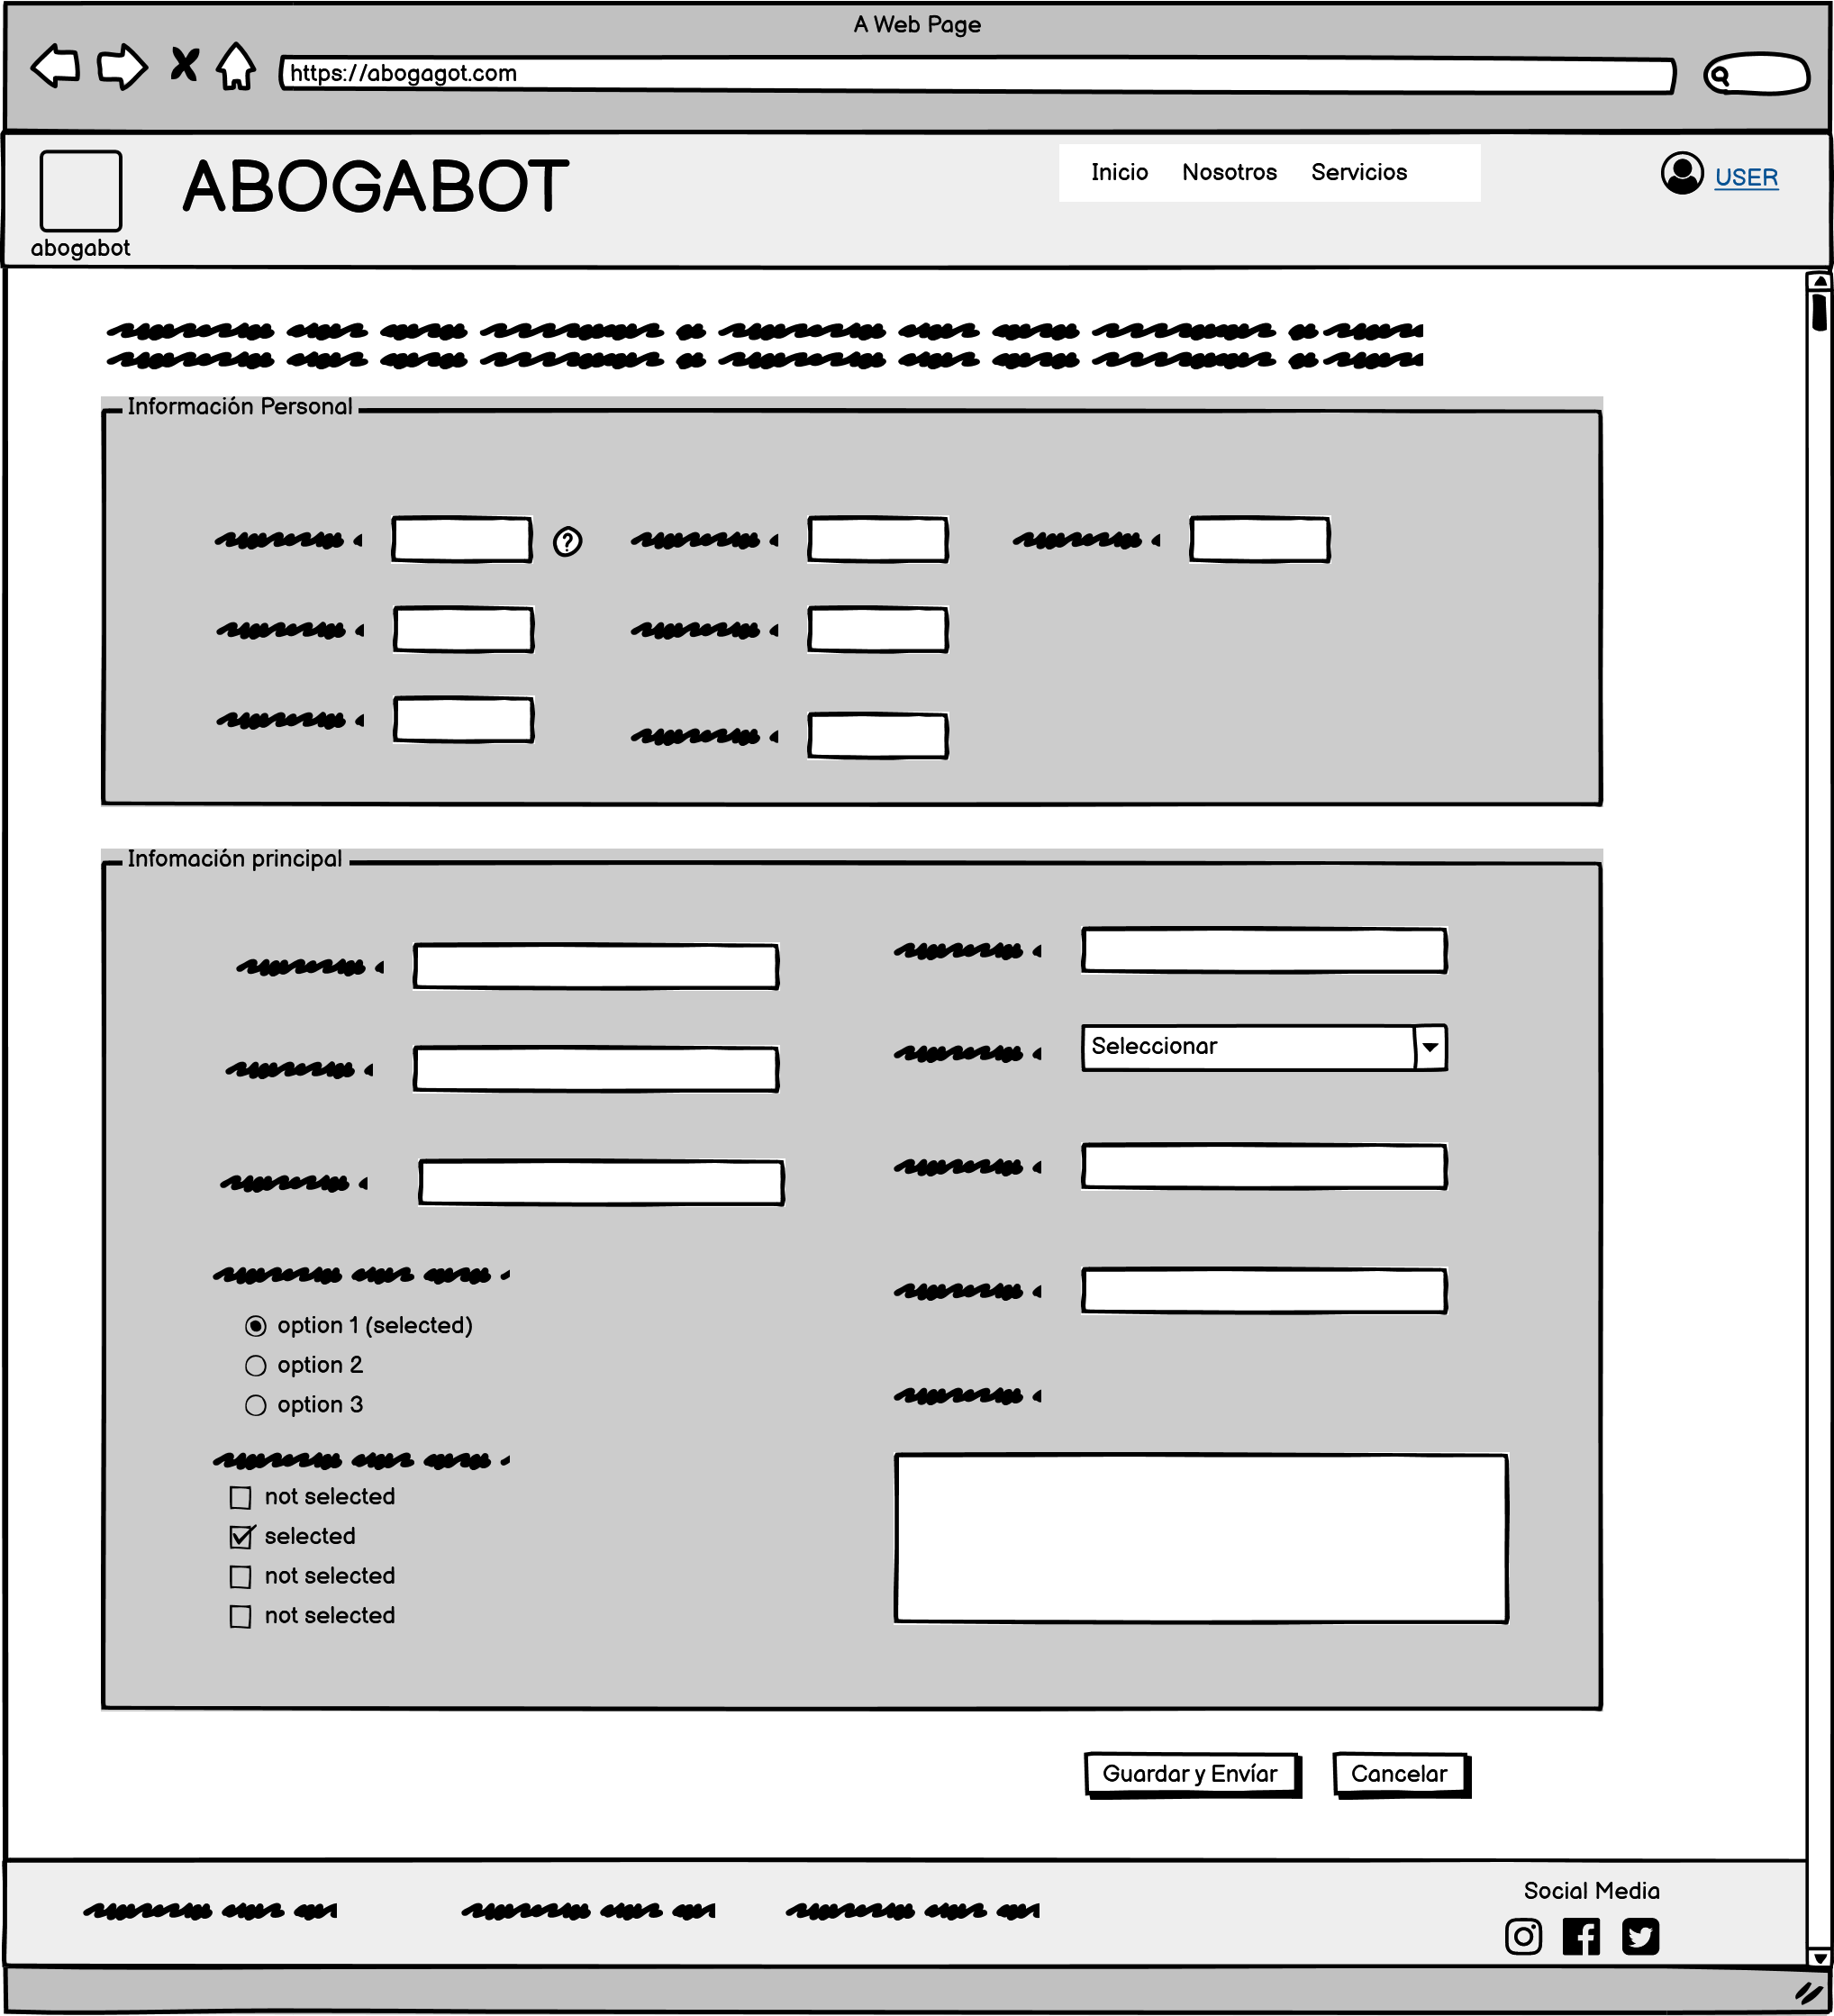 A Web Page
https://abogagot.com
ABOGABOT
Inicio Nosotros Servicios
USER
abogabot
Información Personal
Infomación principal
Seleccionar
option 1 (selected)
option 2
option 3
not selected
selected
not selected
not selected
Guardar y Envíar
Cancelar
Social Media